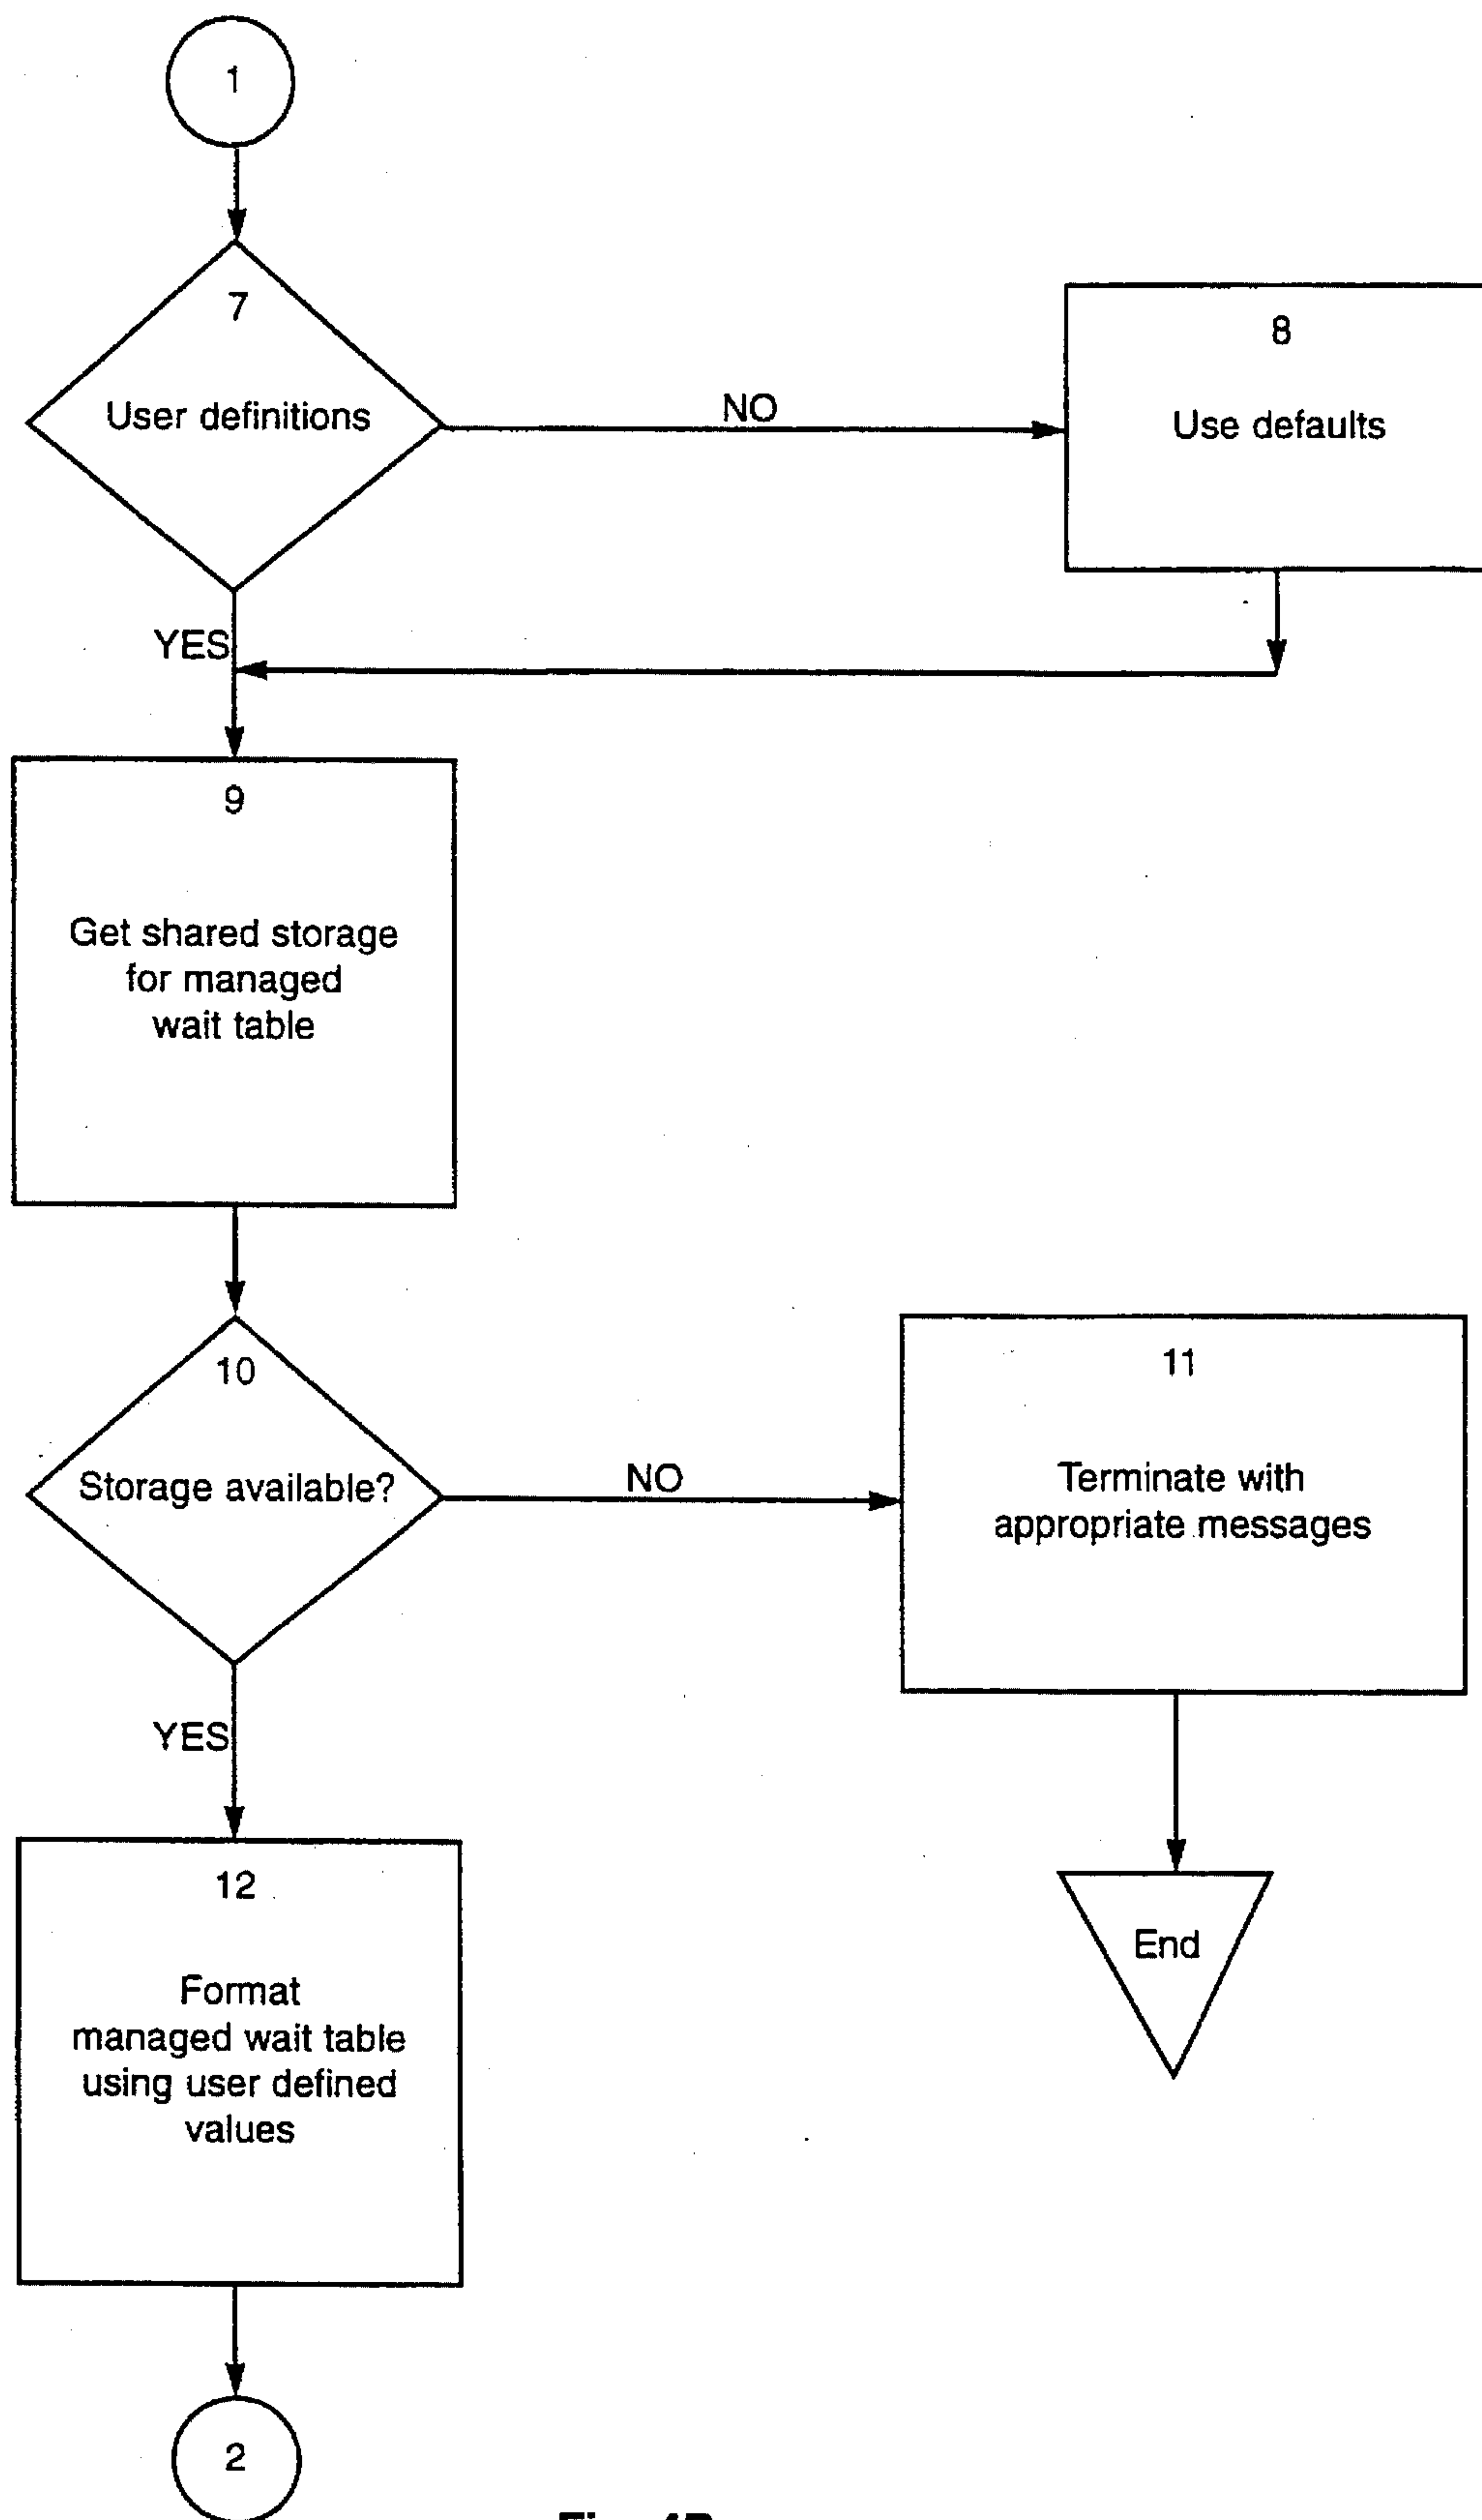 1
7
User definitions
NO
8
Use defaults
YES
9
Get shared storage
for managed
wait table
10
Storage available?
NO
11
Terminate with
appropriate messages
YES
12
Format
managed wait table
using user defined
values
End
2